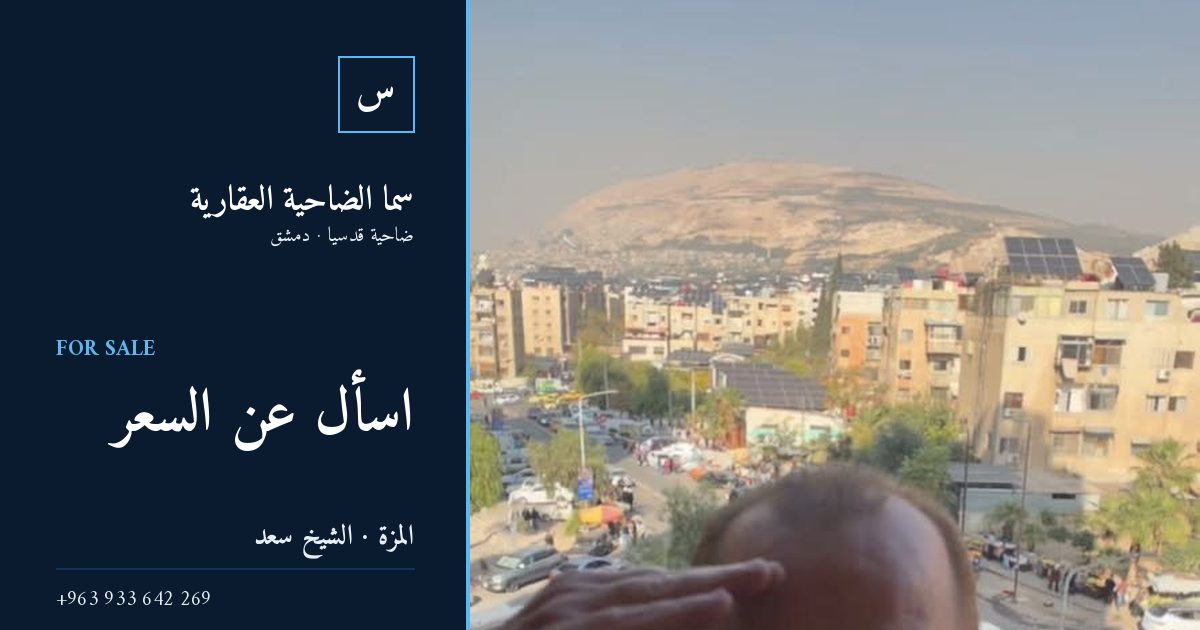 س
سما الضاحية العقارية
ضاحية قدسيا · دمشق
FOR SALE
اسأل عن السعر
المزة · الشيخ سعد
+963 933 642 269